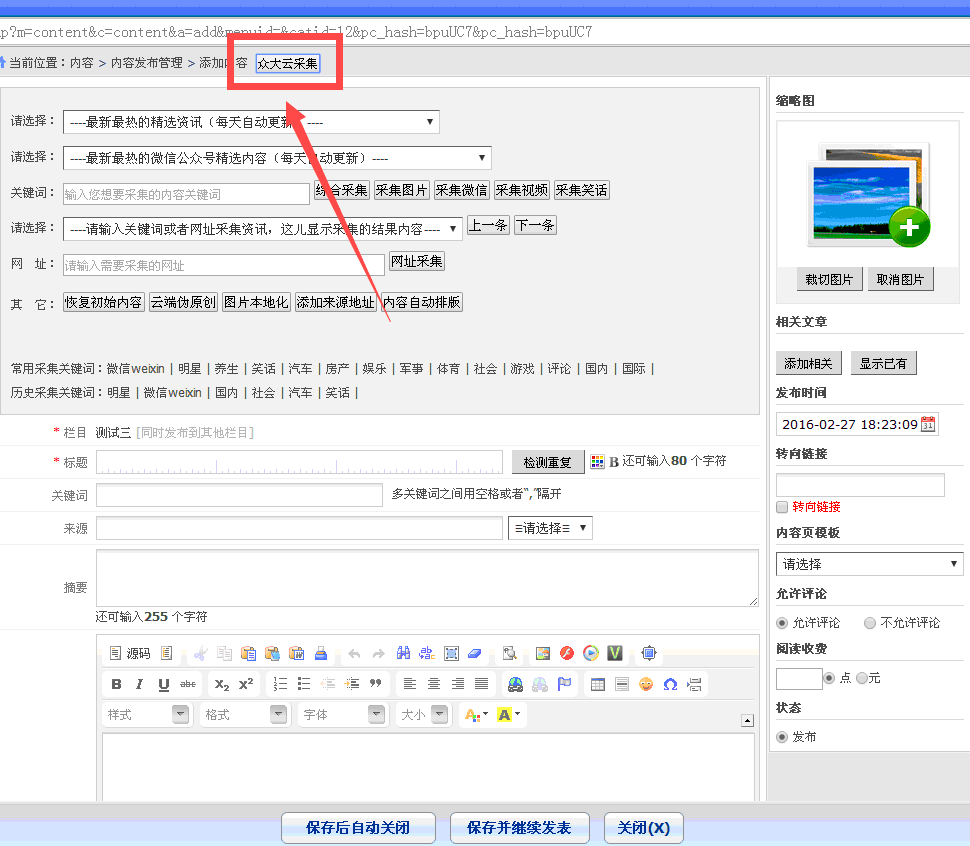 p?m=content&c=content&a=add&menuid=&catid=12&pc_hash=bpuUC7&pc_hash=bpuUC7
当前位置：内容 > 内容发布管理 > 添加内容 众大云采集
请选择： ----最新最热的精选资讯（每天自动更新）----
请选择： ----最新最热的微信公众号精选内容（每天自动更新）----
关键词： 输入您想要采集的内容关键词 综合采集 采集图片 采集微信 采集视频 采集笑话
请选择： ----请输入关键词或者网址采集资讯，这儿显示采集的结果内容---- 上一条 下一条
网 址： 请输入需要采集的网址 网址采集
其 它： 恢复初始内容 云端伪原创 图片本地化 添加来源地址 内容自动排版
常用采集关键词：微信weixin | 明星 | 养生 | 笑话 | 汽车 | 房产 | 娱乐 | 军事 | 体育 | 社会 | 游戏 | 评论 | 国内 | 国际 |
历史采集关键词：明星 | 微信weixin | 国内 | 社会 | 汽车 | 笑话 |
* 栏目 测试三 [同时发布到其他栏目]
* 标题 检测重复 B 还可输入80 个字符
关键词 多关键词之间用空格或者“,”隔开
来源 ≡请选择≡
摘要
还可输入255 个字符
源码
B I U abc X₂ X²
样式 格式 字体 大小 A A
缩略图
裁切图片 取消图片
相关文章
添加相关 显示已有
发布时间
2016-02-27 18:23:09 31
转向链接
转向链接
内容页模板
请选择
允许评论
允许评论 不允许评论
阅读收费
点 元
状态
发布
保存后自动关闭 保存并继续发表 关闭(X)